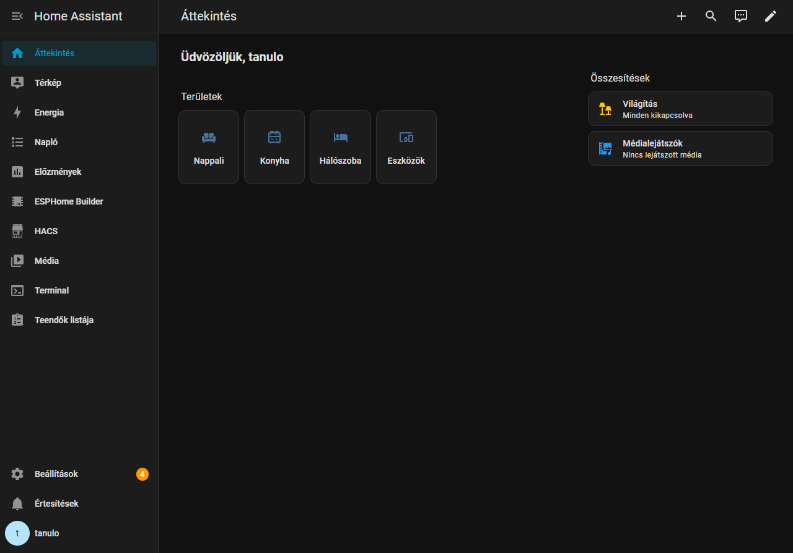 Home Assistant
Áttekintés
Áttekintés
Térkép
Energia
Napló
Előzmények
ESPHome Builder
HACS
Média
Terminal
Teendők listája
Beállítások
4
Értesítések
t
tanulo
Üdvözöljük, tanulo
Területek
Nappali
Konyha
Hálószoba
Eszközök
Összesítések
Világítás
Minden kikapcsolva
Médialejátszók
Nincs lejátszott média